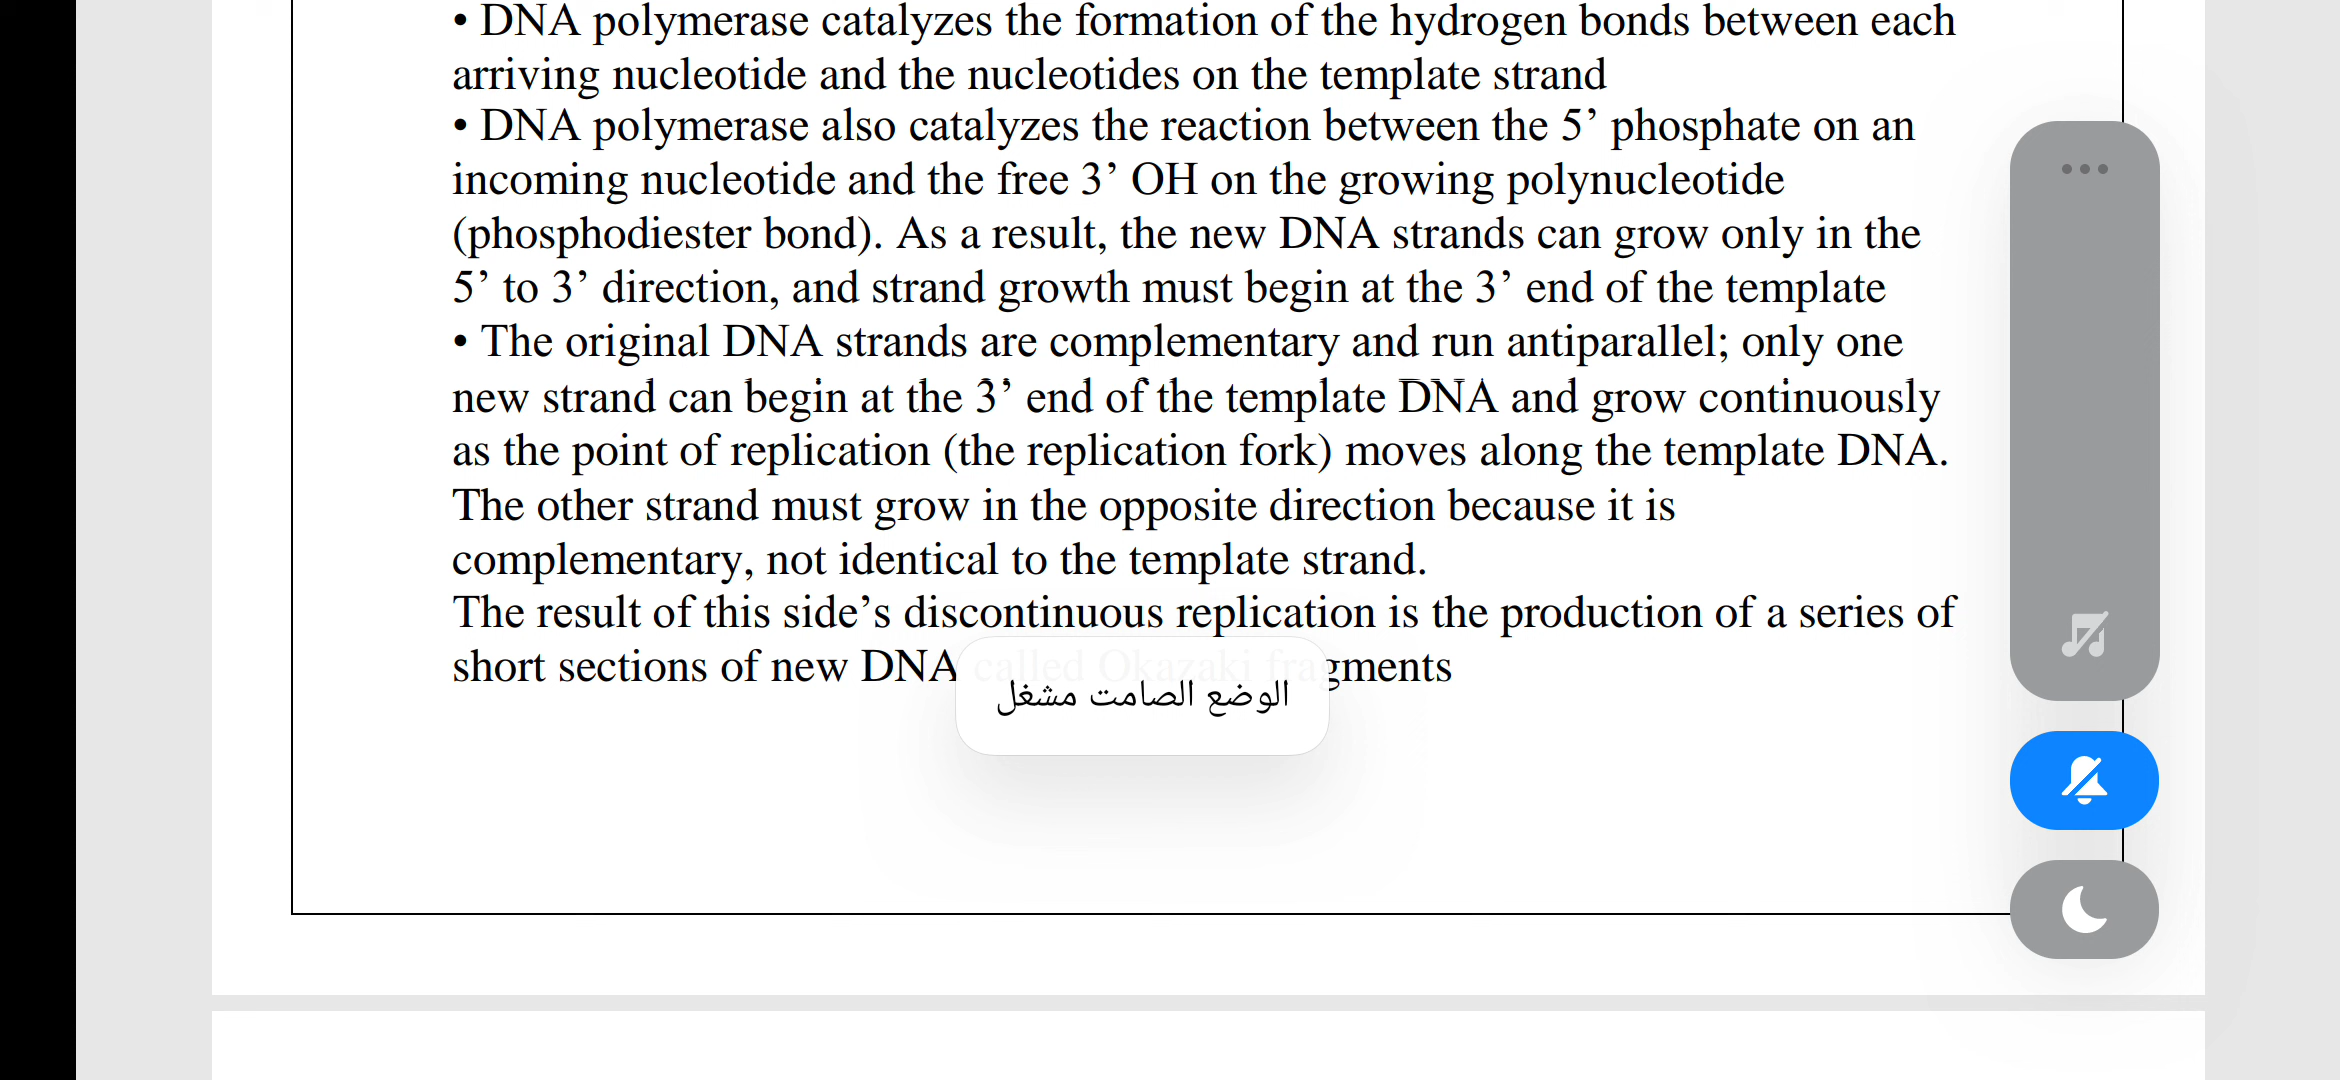 • DNA polymerase catalyzes the formation of the hydrogen bonds between each
arriving nucleotide and the nucleotides on the template strand
• DNA polymerase also catalyzes the reaction between the 5’ phosphate on an
incoming nucleotide and the free 3’ OH on the growing polynucleotide
(phosphodiester bond). As a result, the new DNA strands can grow only in the
5’ to 3’ direction, and strand growth must begin at the 3’ end of the template
• The original DNA strands are complementary and run antiparallel; only one
new strand can begin at the 3’ end of the template DNA and grow continuously
as the point of replication (the replication fork) moves along the template DNA.
The other strand must grow in the opposite direction because it is
complementary, not identical to the template strand.
The result of this side’s discontinuous replication is the production of a series of
short sections of new DNA called Okazaki fragments
الوضع الصامت مشغل